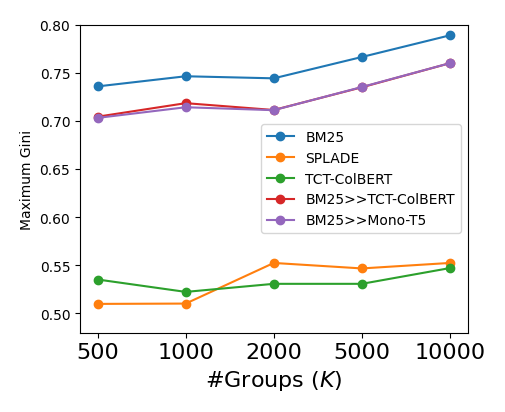 0.80
0.75
0.70
0.65
0.60
0.55
0.50
Maximum Gini
BM25
SPLADE
TCT-ColBERT
BM25>>TCT-ColBERT
BM25>>Mono-T5
500 1000 2000 5000 10000
#Groups (K)